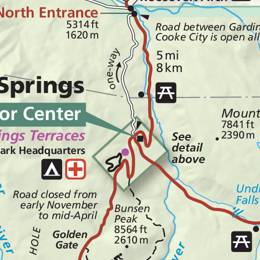 North Entrance
5314 ft
1620 m
Road between Gardin
Cooke City is open all
one-way
5 mi
8 km
Springs
or Center
ings Terraces
ark Headquarters
See
detail
above
Mount
7841 ft
2390 m
Road closed from
early November
to mid-April
Bunsen
Peak
8564 ft
2610 m
Undi
Falls
HOLE
Golden
Gate
er